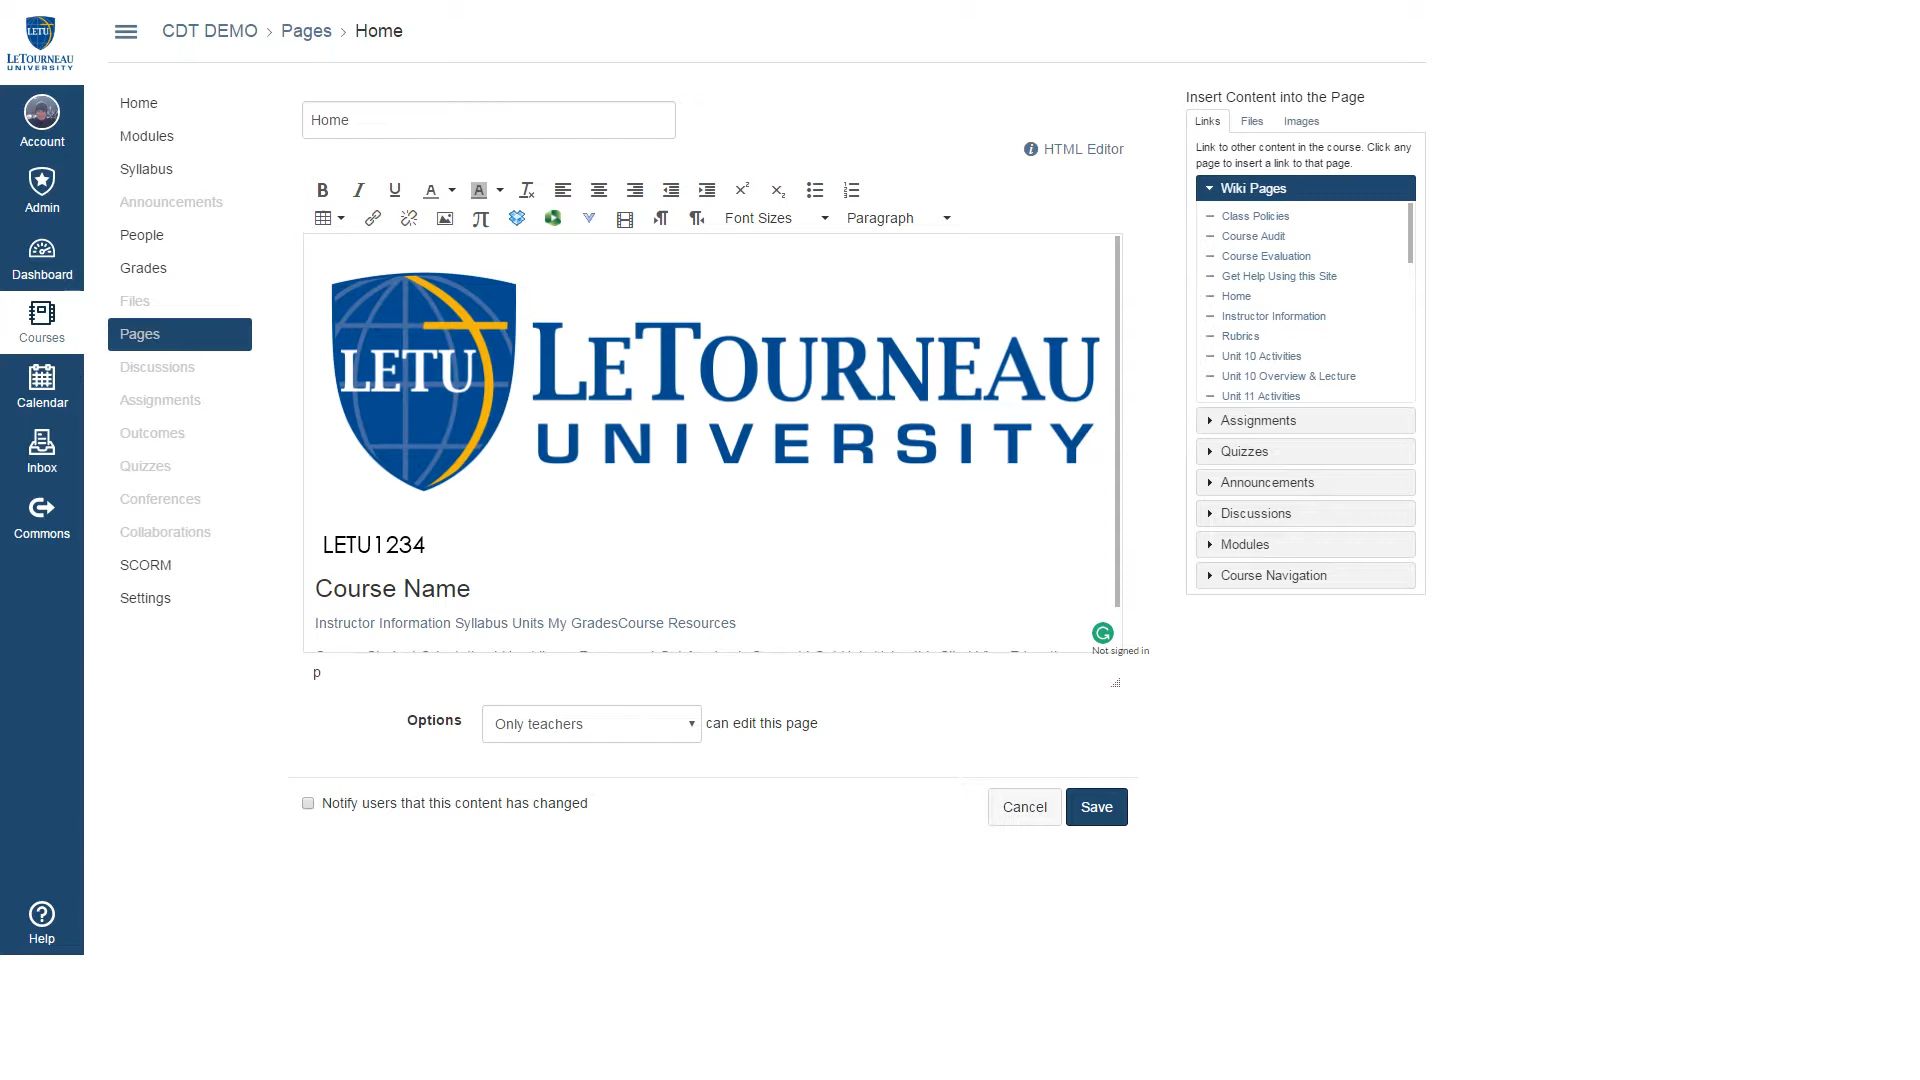 LETU
LETOURNEAU
UNIVERSITY
CDT DEMO > Pages > Home
Account
Admin
Dashboard
Courses
Calendar
Inbox
Commons
Help
Home
Modules
Syllabus
Announcements
People
Grades
Files
Pages
Discussions
Assignments
Outcomes
Quizzes
Conferences
Collaborations
SCORM
Settings
Home
HTML Editor
Font Sizes
Paragraph
LETU
LETOURNEAU
UNIVERSITY
LETU1234
Course Name
Instructor Information Syllabus Units My GradesCourse Resources
Not signed in
p
Options
Only teachers
can edit this page
Notify users that this content has changed
Cancel
Save
Insert Content into the Page
Links
Files
Images
Link to other content in the course. Click any
page to insert a link to that page.
Wiki Pages
Class Policies
Course Audit
Course Evaluation
Get Help Using this Site
Home
Instructor Information
Rubrics
Unit 10 Activities
Unit 10 Overview & Lecture
Unit 11 Activities
Assignments
Quizzes
Announcements
Discussions
Modules
Course Navigation